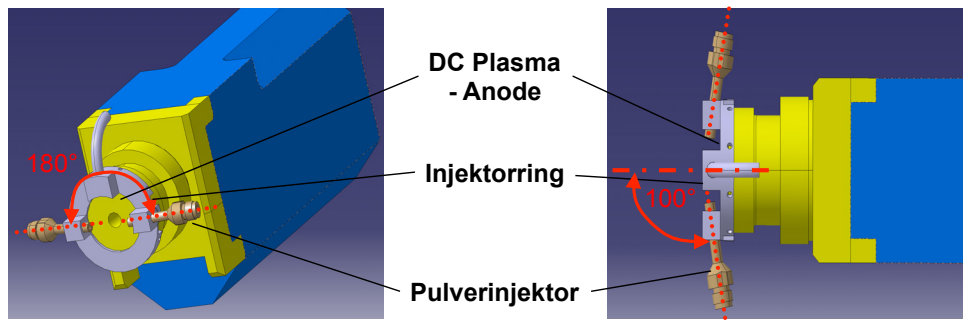 DC Plasma
- Anode
180°
Injektorring
100°
Pulverinjektor